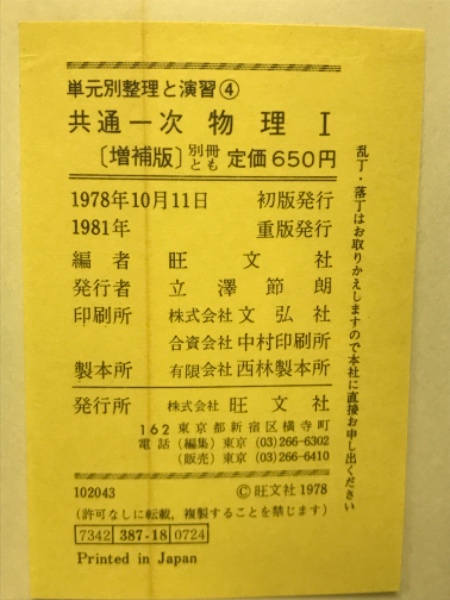 単元別整理と演習④
共通一次 物理 I
〔増補版〕別冊とも 定価650円
1978年10月11日 初版発行
1981年 重版発行
編者 旺文社
発行者 立澤節朗
印刷所 株式会社 文弘社
合資会社 中村印刷所
製本所 有限会社 西林製本所
発行所 株式会社 旺文社
162 東京都新宿区横寺町
電話 (編集) 東京 (03)266-6302
(販売) 東京 (03)266-6410
102043 ©旺文社 1978
(許可なしに転載, 複製することを禁じます)
7342 387-18 0724
Printed in Japan
乱丁・落丁はお取りかえしますので本社に直接お申し出ください